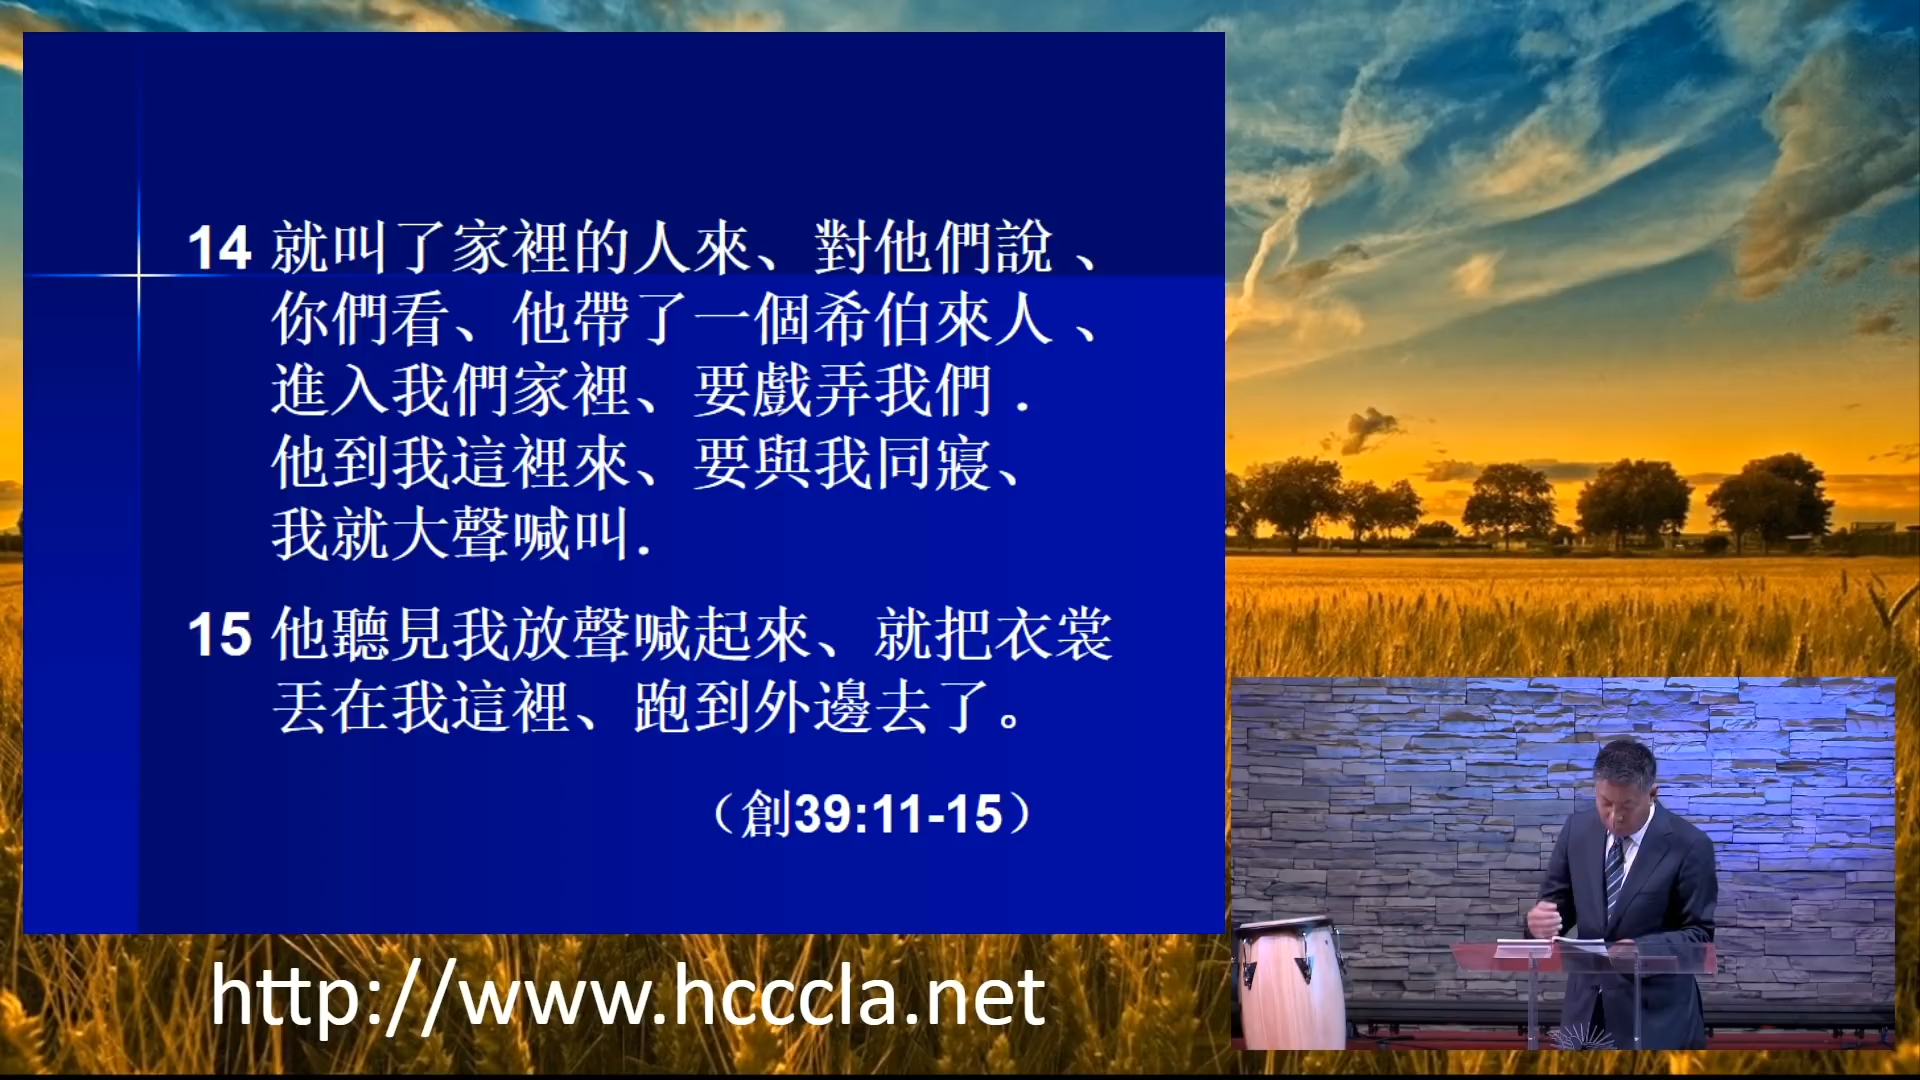 14 就叫了家裡的人來、對他們說 、
你們看、他帶了一個希伯來人 、
進入我們家裡、要戲弄我們 .
他到我這裡來、要與我同寢、
我就大聲喊叫.
15 他聽見我放聲喊起來、就把衣裳
丟在我這裡、跑到外邊去了。
（創39:11-15）
http://www.hcccla.net